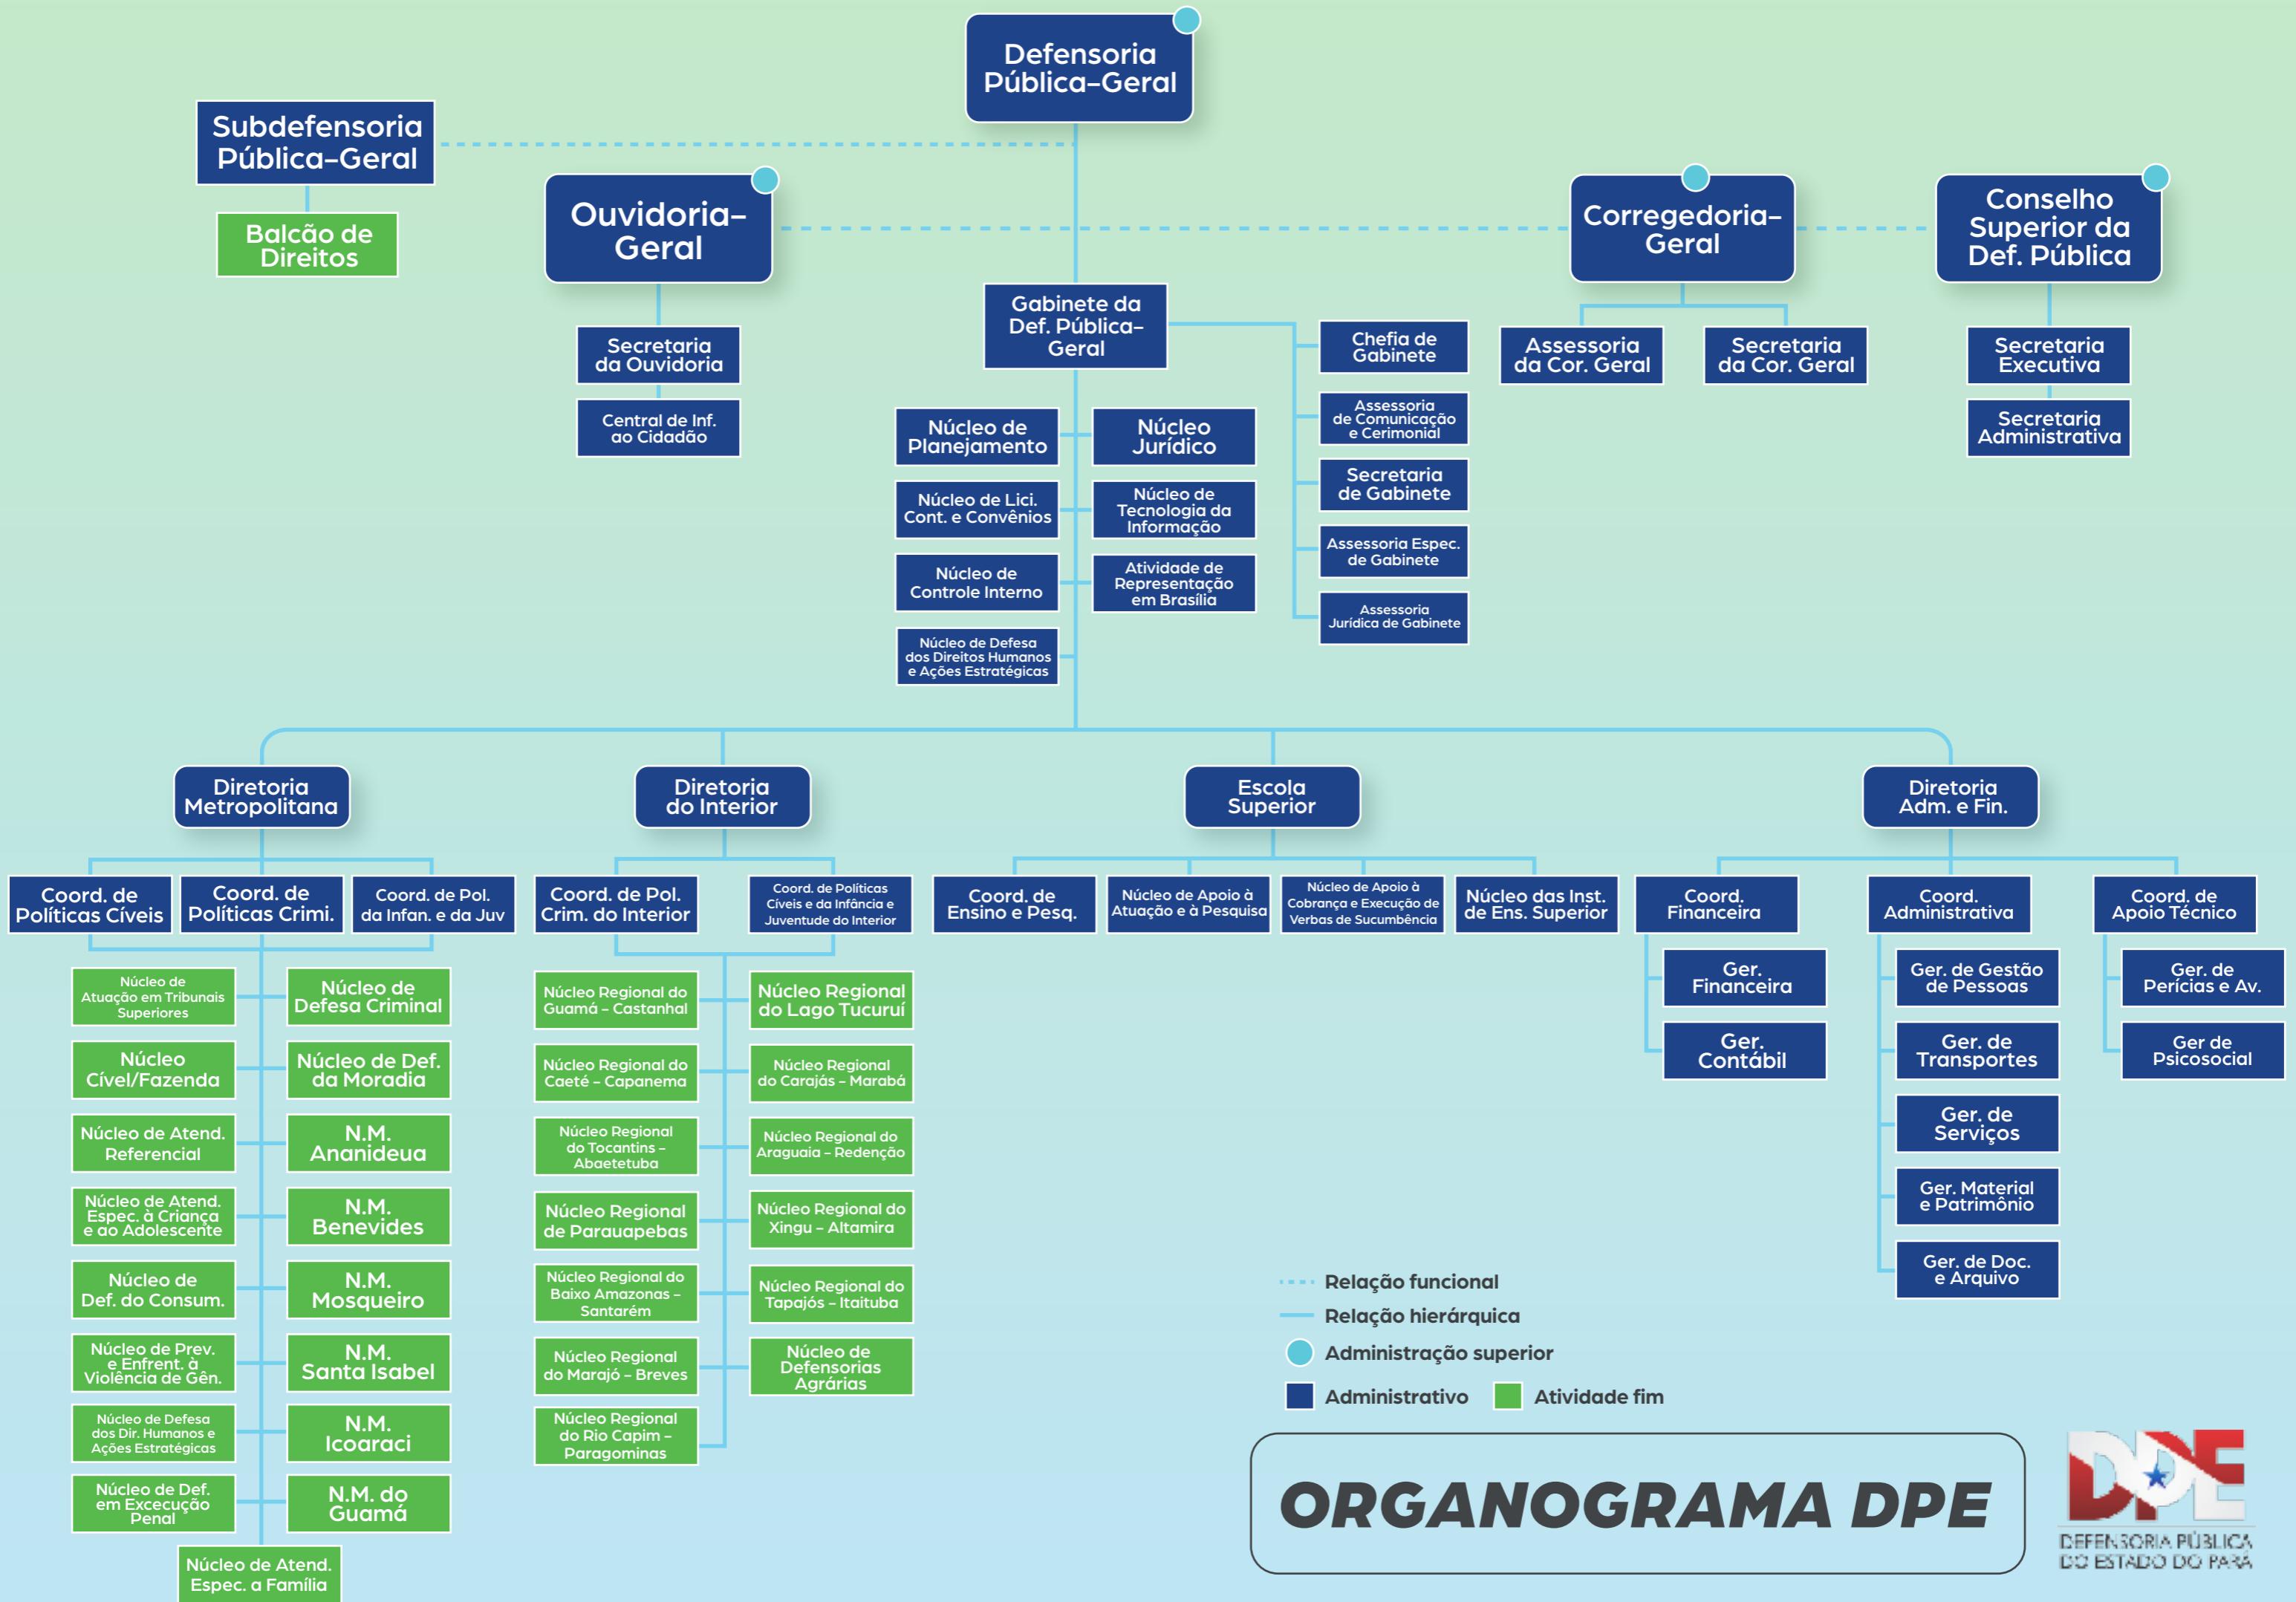 Defensoria
Pública-Geral
Subdefensoria
Pública-Geral
Balcão de
Direitos
Ouvidoria-
Geral
Corregedoria-
Geral
Conselho
Superior da
Def. Pública
Secretaria
da Ouvidoria
Central de Inf.
ao Cidadão
Gabinete da
Def. Pública-
Geral
Chefia de
Gabinete
Assessoria
de Comunicação
e Cerimonial
Secretaria
de Gabinete
Assessoria Espec.
de Gabinete
Assessoria
Jurídica de Gabinete
Assessoria
da Cor. Geral
Secretaria
da Cor. Geral
Secretaria
Executiva
Secretaria
Administrativa
Núcleo de
Planejamento
Núcleo
Jurídico
Núcleo de Lici.
Cont. e Convênios
Núcleo de
Tecnologia da
Informação
Núcleo de
Controle Interno
Atividade de
Representação
em Brasília
Núcleo de Defesa
dos Direitos Humanos
e Ações Estratégicas
Diretoria
Metropolitana
Diretoria
do Interior
Escola
Superior
Diretoria
Adm. e Fin.
Coord. de
Políticas Cíveis
Coord. de
Políticas Crimi.
Coord. de Pol.
da Infan. e da Juv
Coord. de Pol.
Crim. do Interior
Coord. de Políticas
Cíveis e da Infância e
Juventude do Interior
Coord. de
Ensino e Pesq.
Núcleo de Apoio à
Atuação e à Pesquisa
Núcleo de Apoio à
Cobrança e Execução de
Verbas de Sucumbência
Núcleo das Inst.
de Ens. Superior
Coord.
Financeira
Coord.
Administrativa
Coord. de
Apoio Técnico
Núcleo de
Atuação em Tribunais
Superiores
Núcleo de
Defesa Criminal
Núcleo
Cível/Fazenda
Núcleo de Def.
da Moradia
Núcleo de Atend.
Referencial
N.M.
Ananideua
Núcleo de Atend.
Espec. à Criança
e ao Adolescente
N.M.
Benevides
Núcleo de
Def. do Consum.
N.M.
Mosqueiro
Núcleo de Prev.
e Enfrent. à
Violência de Gên.
N.M.
Santa Isabel
Núcleo de Defesa
dos Dir. Humanos e
Ações Estratégicas
N.M.
Icoaraci
Núcleo de Def.
em Excecução
Penal
N.M. do
Guamá
Núcleo de Atend.
Espec. a Família
Núcleo Regional do
Guamá - Castanhal
Núcleo Regional
do Lago Tucuruí
Núcleo Regional do
Caeté - Capanema
Núcleo Regional
do Carajás - Marabá
Núcleo Regional
do Tocantins -
Abaetetuba
Núcleo Regional do
Araguaia - Redenção
Núcleo Regional
de Parauapebas
Núcleo Regional do
Xingu - Altamira
Núcleo Regional do
Baixo Amazonas -
Santarém
Núcleo Regional do
Tapajós - Itaituba
Núcleo Regional
do Marajó - Breves
Núcleo de
Defensorias
Agrárias
Núcleo Regional
do Rio Capim -
Paragominas
Ger.
Financeira
Ger.
Contábil
Ger. de Gestão
de Pessoas
Ger. de
Transportes
Ger. de
Serviços
Ger. Material
e Patrimônio
Ger. de Doc.
e Arquivo
Ger. de
Perícias e Av.
Ger de
Psicosocial
Relação funcional
Relação hierárquica
Administração superior
Administrativo
Atividade fim
ORGANOGRAMA DPE
DPE
DEFENSORIA PÚBLICA
DO ESTADO DO PARÁ